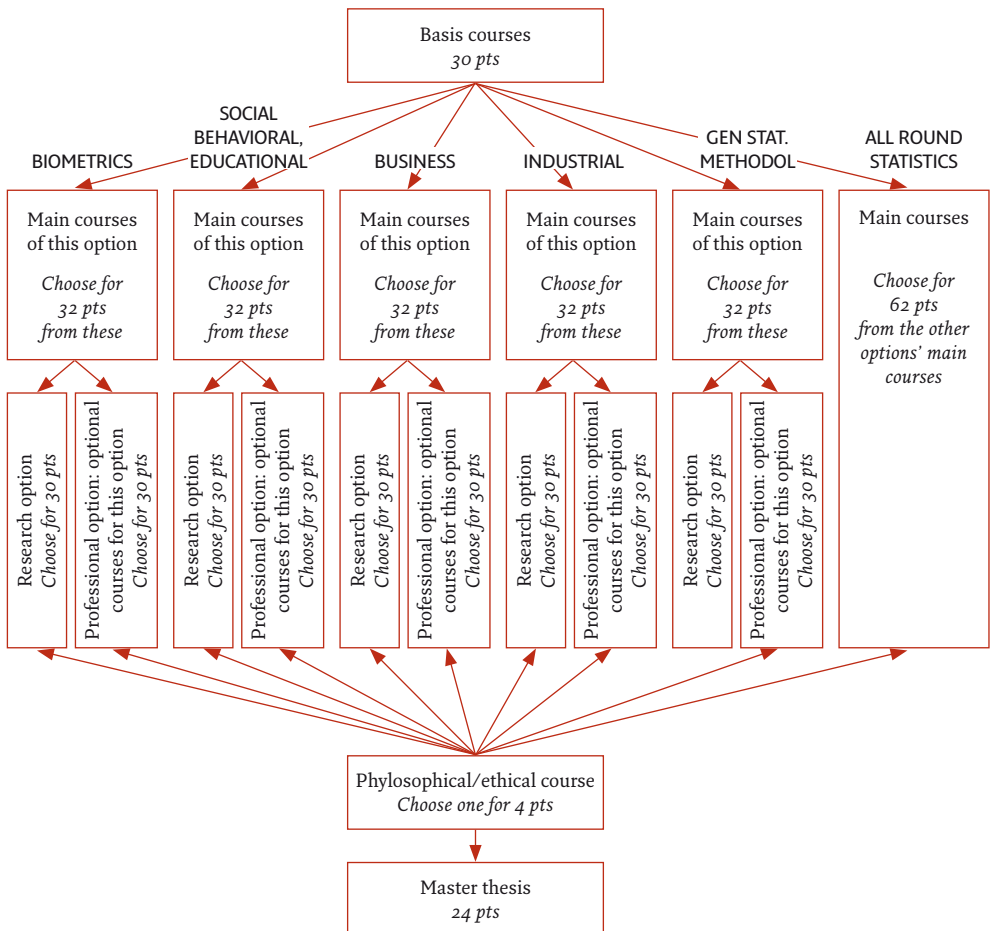 Basis courses
30 pts
BIOMETRICS
SOCIAL
BEHAVIORAL,
EDUCATIONAL
BUSINESS
INDUSTRIAL
GEN STAT.
METHODOL
ALL ROUND
STATISTICS
Main courses
of this option
Choose for
32 pts
from these
Main courses
of this option
Choose for
32 pts
from these
Main courses
of this option
Choose for
32 pts
from these
Main courses
of this option
Choose for
32 pts
from these
Main courses
of this option
Choose for
32 pts
from these
Main courses
Choose for
62 pts
from the other
options' main
courses
Research option
Choose for 30 pts
Professional option: optional
courses for this option
Choose for 30 pts
Research option
Choose for 30 pts
Professional option: optional
courses for this option
Choose for 30 pts
Research option
Choose for 30 pts
Professional option: optional
courses for this option
Choose for 30 pts
Research option
Choose for 30 pts
Professional option: optional
courses for this option
Choose for 30 pts
Research option
Choose for 30 pts
Professional option: optional
courses for this option
Choose for 30 pts
Phylosophical/ethical course
Choose one for 4 pts
Master thesis
24 pts